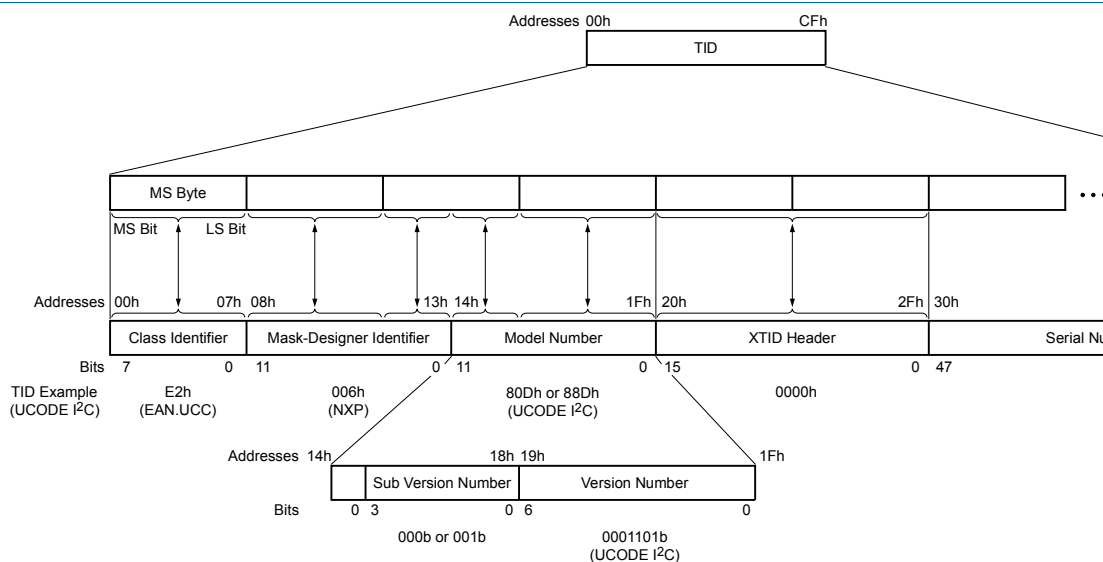 Addresses 00h CFh
TID
MS Byte
MS Bit LS Bit
Addresses 00h 07h 08h 13h 14h 1Fh 20h 2Fh 30h
Class Identifier Mask-Designer Identifier Model Number XTID Header Serial Nu
Bits 7 0 11 0 11 0 15 0 47
TID Example E2h 006h 80Dh or 88Dh 0000h
(UCODE I²C) (EAN.UCC) (NXP) (UCODE I²C)
Addresses 14h 18h 19h 1Fh
Sub Version Number Version Number
Bits 0 3 0 6 0
000b or 001b 0001101b
(UCODE I²C)